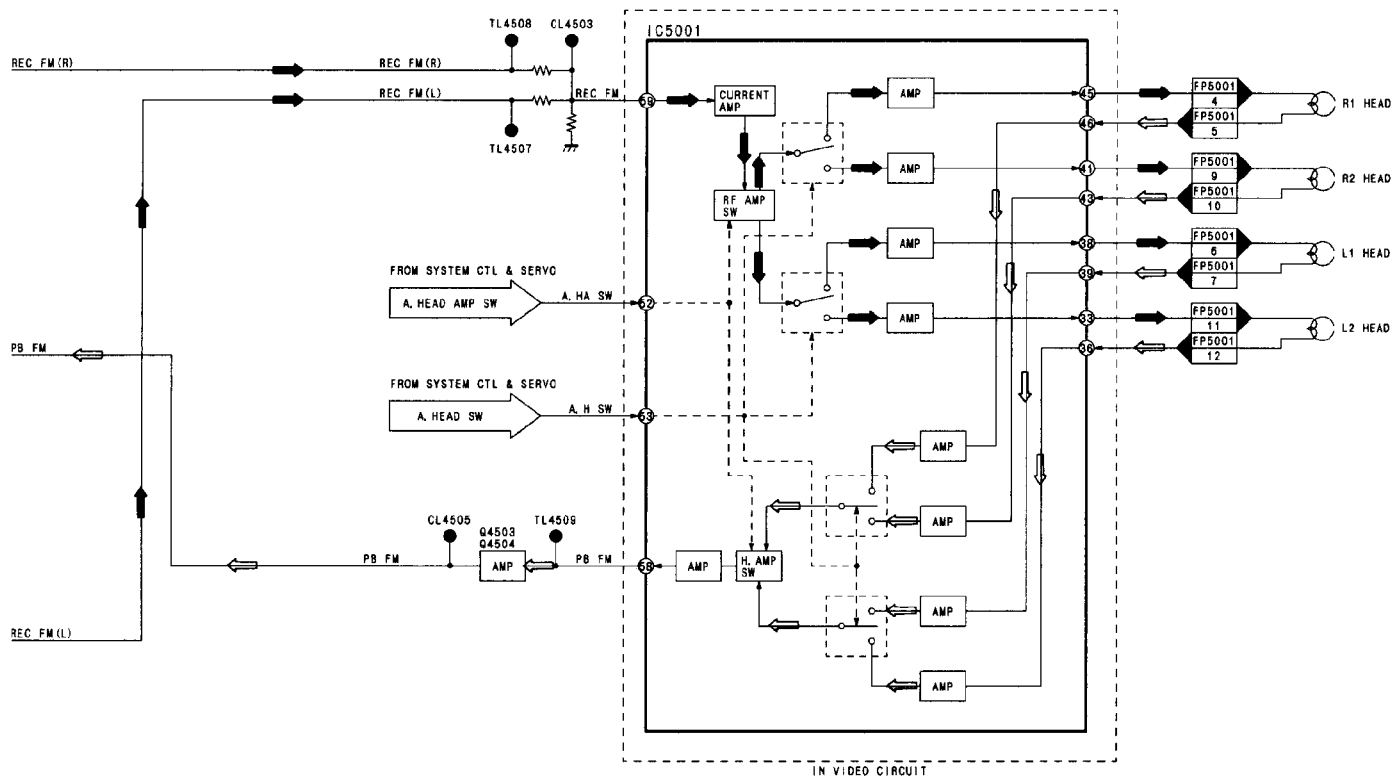 TL4508 CL4503
IC5001
REC FM(R) REC FM(R)
REC FM(L) REC FM
TL4507
59
CURRENT
AMP
RF AMP
SW
AMP
AMP
AMP
AMP
45
46
41
43
38
39
33
36
FP5001
4
FP5001
5
R1 HEAD
FP5001
9
FP5001
10
R2 HEAD
FP5001
6
FP5001
7
L1 HEAD
FP5001
11
FP5001
12
L2 HEAD
FROM SYSTEM CTL & SERVO
A. HEAD AMP SW
A. HA SW
62
PB FM
FROM SYSTEM CTL & SERVO
A. HEAD SW
A. H SW
63
AMP
AMP
CL4505
Q4503
Q4504
TL4509
PB FM
AMP
PB FM
58
AMP
H. AMP
SW
AMP
REC FM(L)
AMP
IN VIDEO CIRCUIT